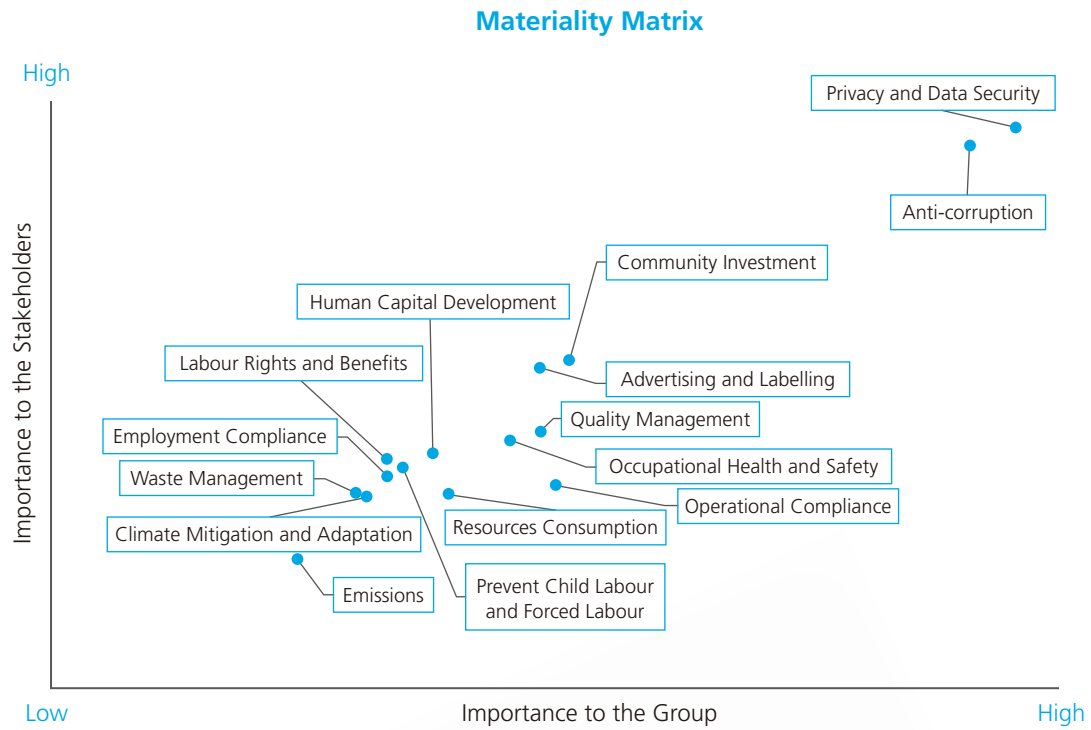 Materiality Matrix
High
Privacy and Data Security
Anti-corruption
Community Investment
Human Capital Development
Labour Rights and Benefits
Advertising and Labelling
Quality Management
Employment Compliance
Occupational Health and Safety
Waste Management
Operational Compliance
Resources Consumption
Climate Mitigation and Adaptation
Prevent Child Labour
and Forced Labour
Emissions
Importance to the Stakeholders
Low
Importance to the Group
High